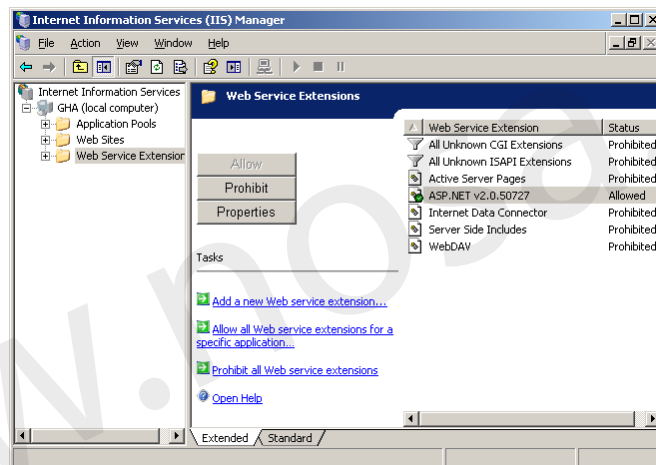 Internet Information Services (IIS) Manager
File Action View Window Help
Internet Information Services
GHA (local computer)
Application Pools
Web Sites
Web Service Extension
Web Service Extensions
Allow
Prohibit
Properties
Tasks
Add a new Web service extension...
Allow all Web service extensions for a
specific application...
Prohibit all Web service extensions
Open Help
Web Service Extension Status
All Unknown CGI Extensions Prohibited
All Unknown ISAPI Extensions Prohibited
Active Server Pages Prohibited
ASP.NET v2.0.50727 Allowed
Internet Data Connector Prohibited
Server Side Includes Prohibited
WebDAV Prohibited
Extended Standard
w.nosa